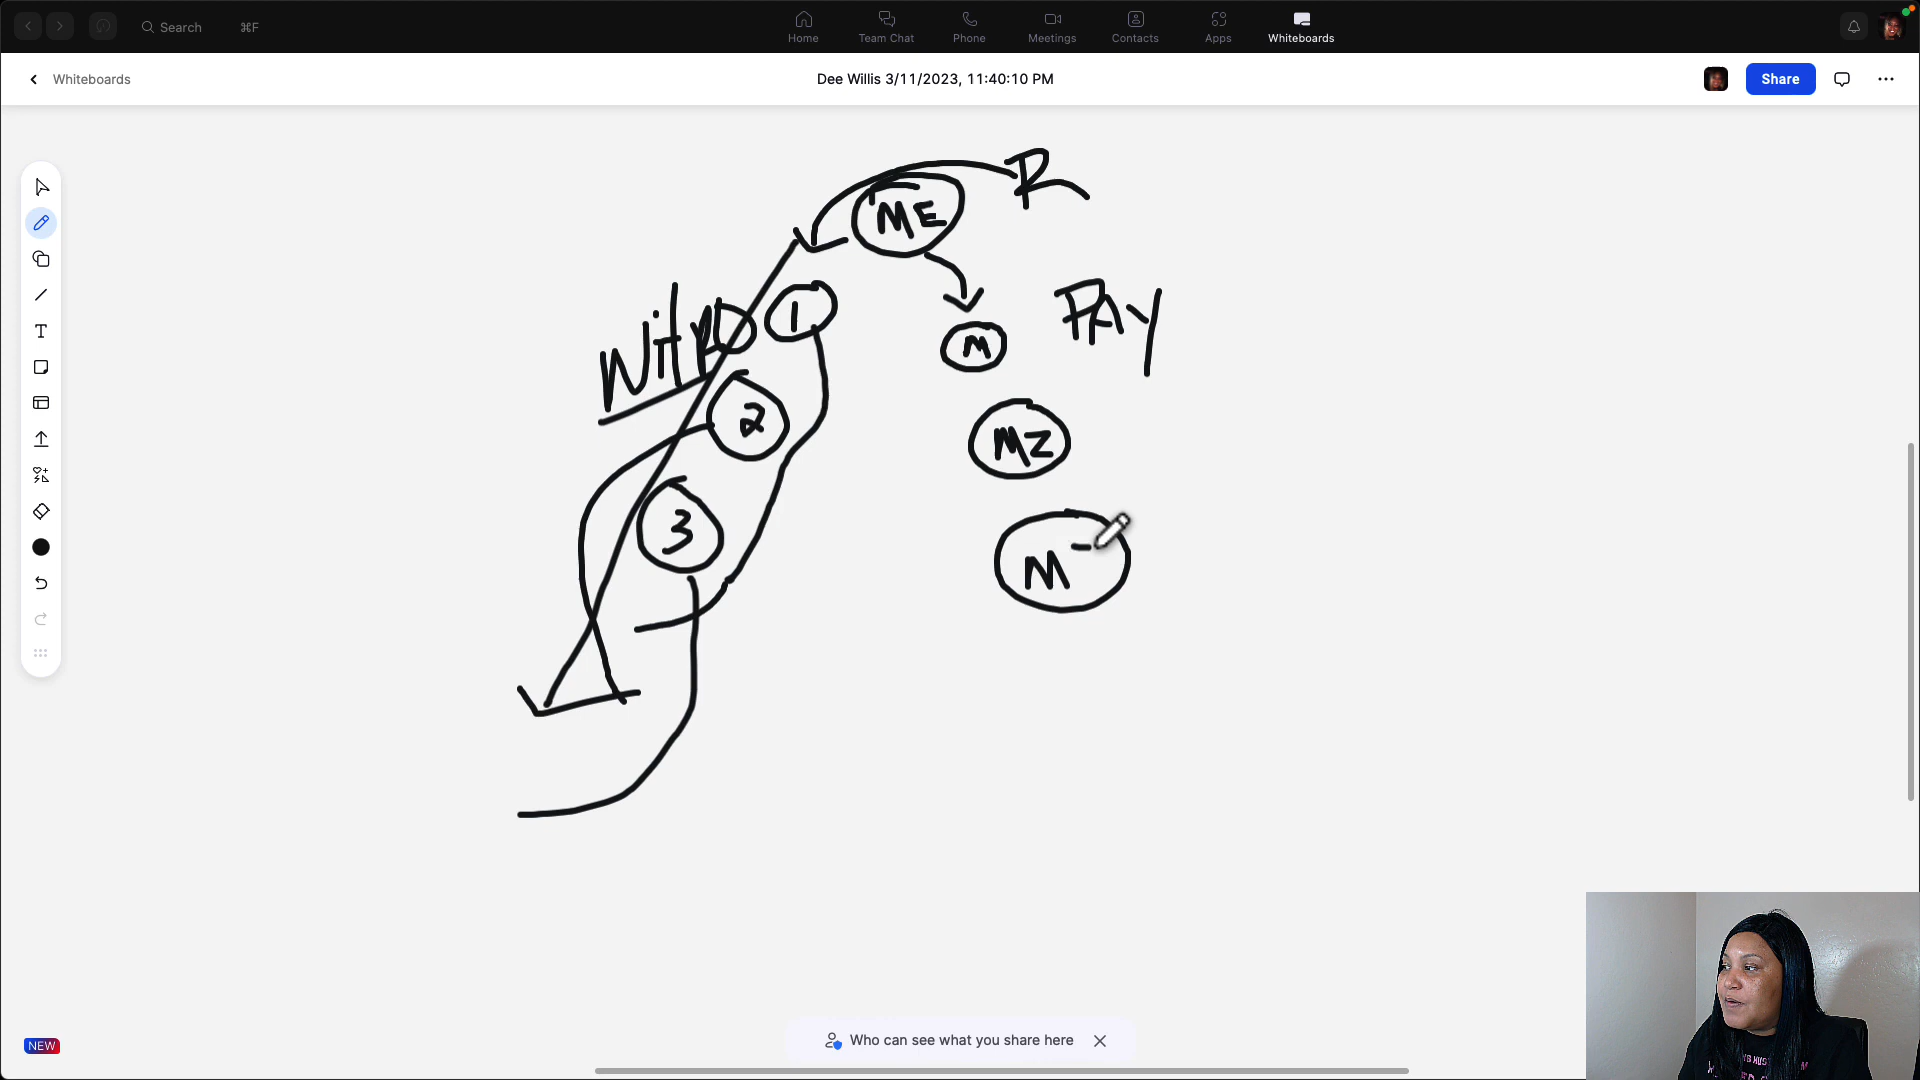 Search ⌘F
Home
Team Chat
Phone
Meetings
Contacts
Apps
Whiteboards
Whiteboards
Dee Willis 3/11/2023, 11:40:10 PM
Share
R
ME
1
PAY
M
2
MZ
3
M
T
NEW
Who can see what you share here